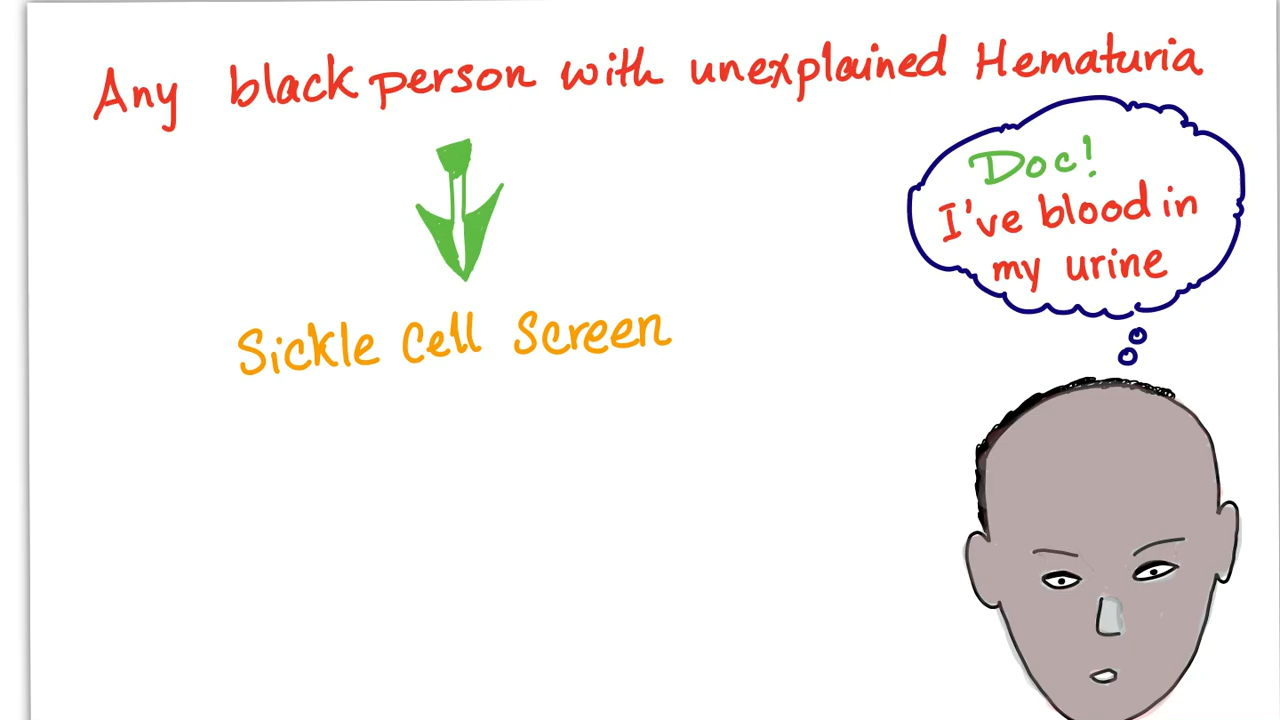 Any black person with unexplained Hematuria
Doc!
I've blood in
my urine
Sickle Cell Screen